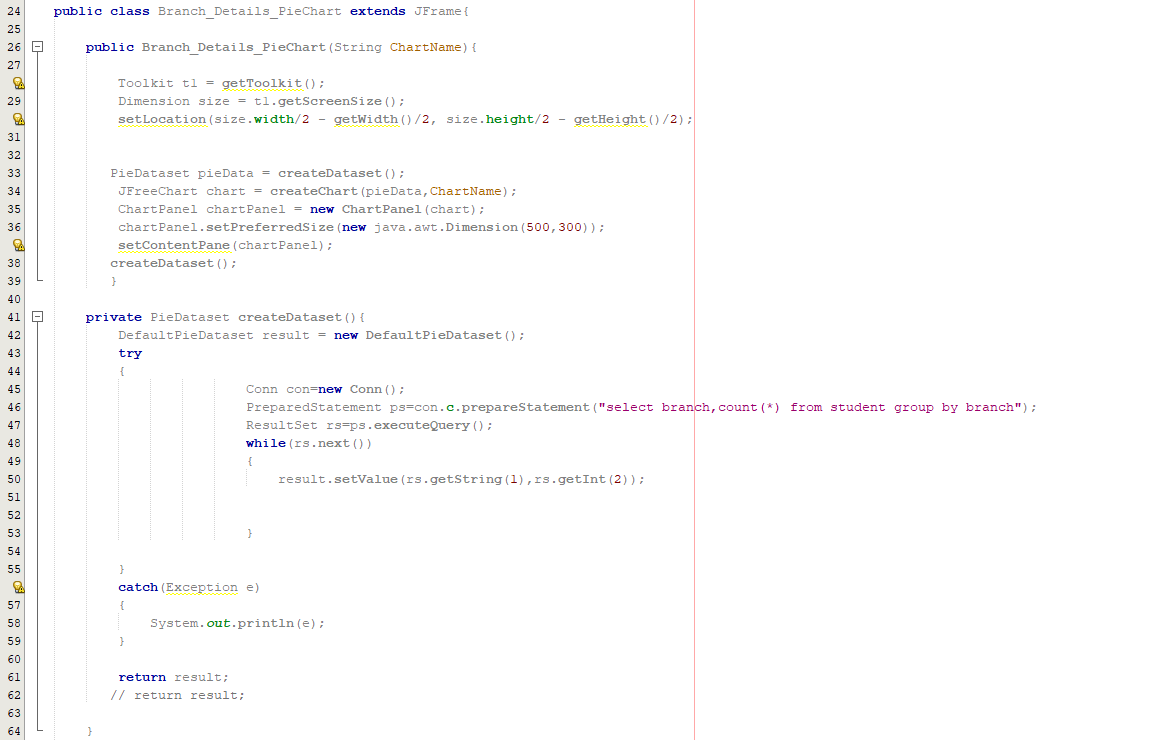 24 public class Branch_Details_PieChart extends JFrame{
25
26 public Branch_Details_PieChart(String ChartName){
27
Toolkit t1 = getToolkit();
29 Dimension size = t1.getScreenSize();
setLocation(size.width/2 - getWidth()/2, size.height/2 - getHeight()/2);
31
32
33 PieDataset pieData = createDataset();
34 JFreeChart chart = createChart(pieData,ChartName);
35 ChartPanel chartPanel = new ChartPanel(chart);
36 chartPanel.setPreferredSize(new java.awt.Dimension(500,300));
setContentPane(chartPanel);
38 createDataset();
39 }
40
41 private PieDataset createDataset(){
42 DefaultPieDataset result = new DefaultPieDataset();
43 try
44 {
45 Conn con=new Conn();
46 PreparedStatement ps=con.c.prepareStatement("select branch,count(*) from student group by branch");
47 ResultSet rs=ps.executeQuery();
48 while(rs.next())
49 {
50 result.setValue(rs.getString(1),rs.getInt(2));
51
52
53 }
54
55 }
catch(Exception e)
57 {
58 System.out.println(e);
59 }
60
61 return result;
62 // return result;
63
64 }